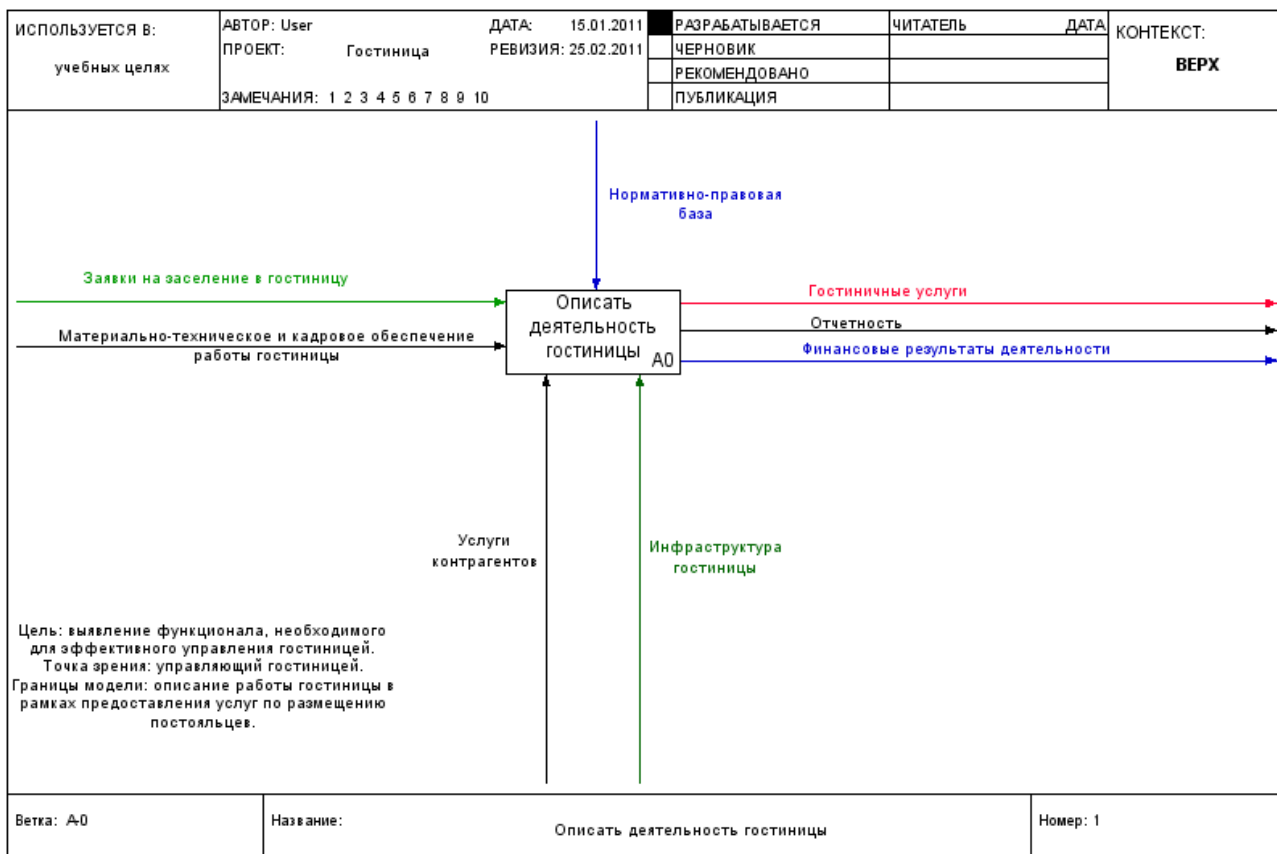 ИСПОЛЬЗУЕТСЯ В:
учебных целях
АВТОР: User
ДАТА: 15.01.2011
ПРОЕКТ: Гостиница
РЕВИЗИЯ: 25.02.2011
ЗАМЕЧАНИЯ: 1 2 3 4 5 6 7 8 9 10
РАЗРАБАТЫВАЕТСЯ
ЧЕРНОВИК
РЕКОМЕНДОВАНО
ПУБЛИКАЦИЯ
ЧИТАТЕЛЬ
ДАТА
КОНТЕКСТ:
ВЕРХ
Нормативно-правовая
база
Заявки на заселение в гостиницу
Материально-техническое и кадровое обеспечение
работы гостиницы
Описать
деятельность
гостиницы
A0
Гостиничные услуги
Отчетность
Финансовые результаты деятельности
Услуги
контрагентов
Инфраструктура
гостиницы
Цель: выявление функционала, необходимого
для эффективного управления гостиницей.
Точка зрения: управляющий гостиницей.
Границы модели: описание работы гостиницы в
рамках предоставления услуг по размещению
постояльцев.
Ветка: A-0
Название:
Описать деятельность гостиницы
Номер: 1